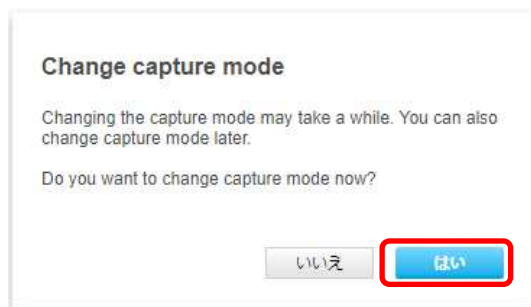 Change capture mode
Changing the capture mode may take a while. You can also
change capture mode later.
Do you want to change capture mode now?
いいえ はい